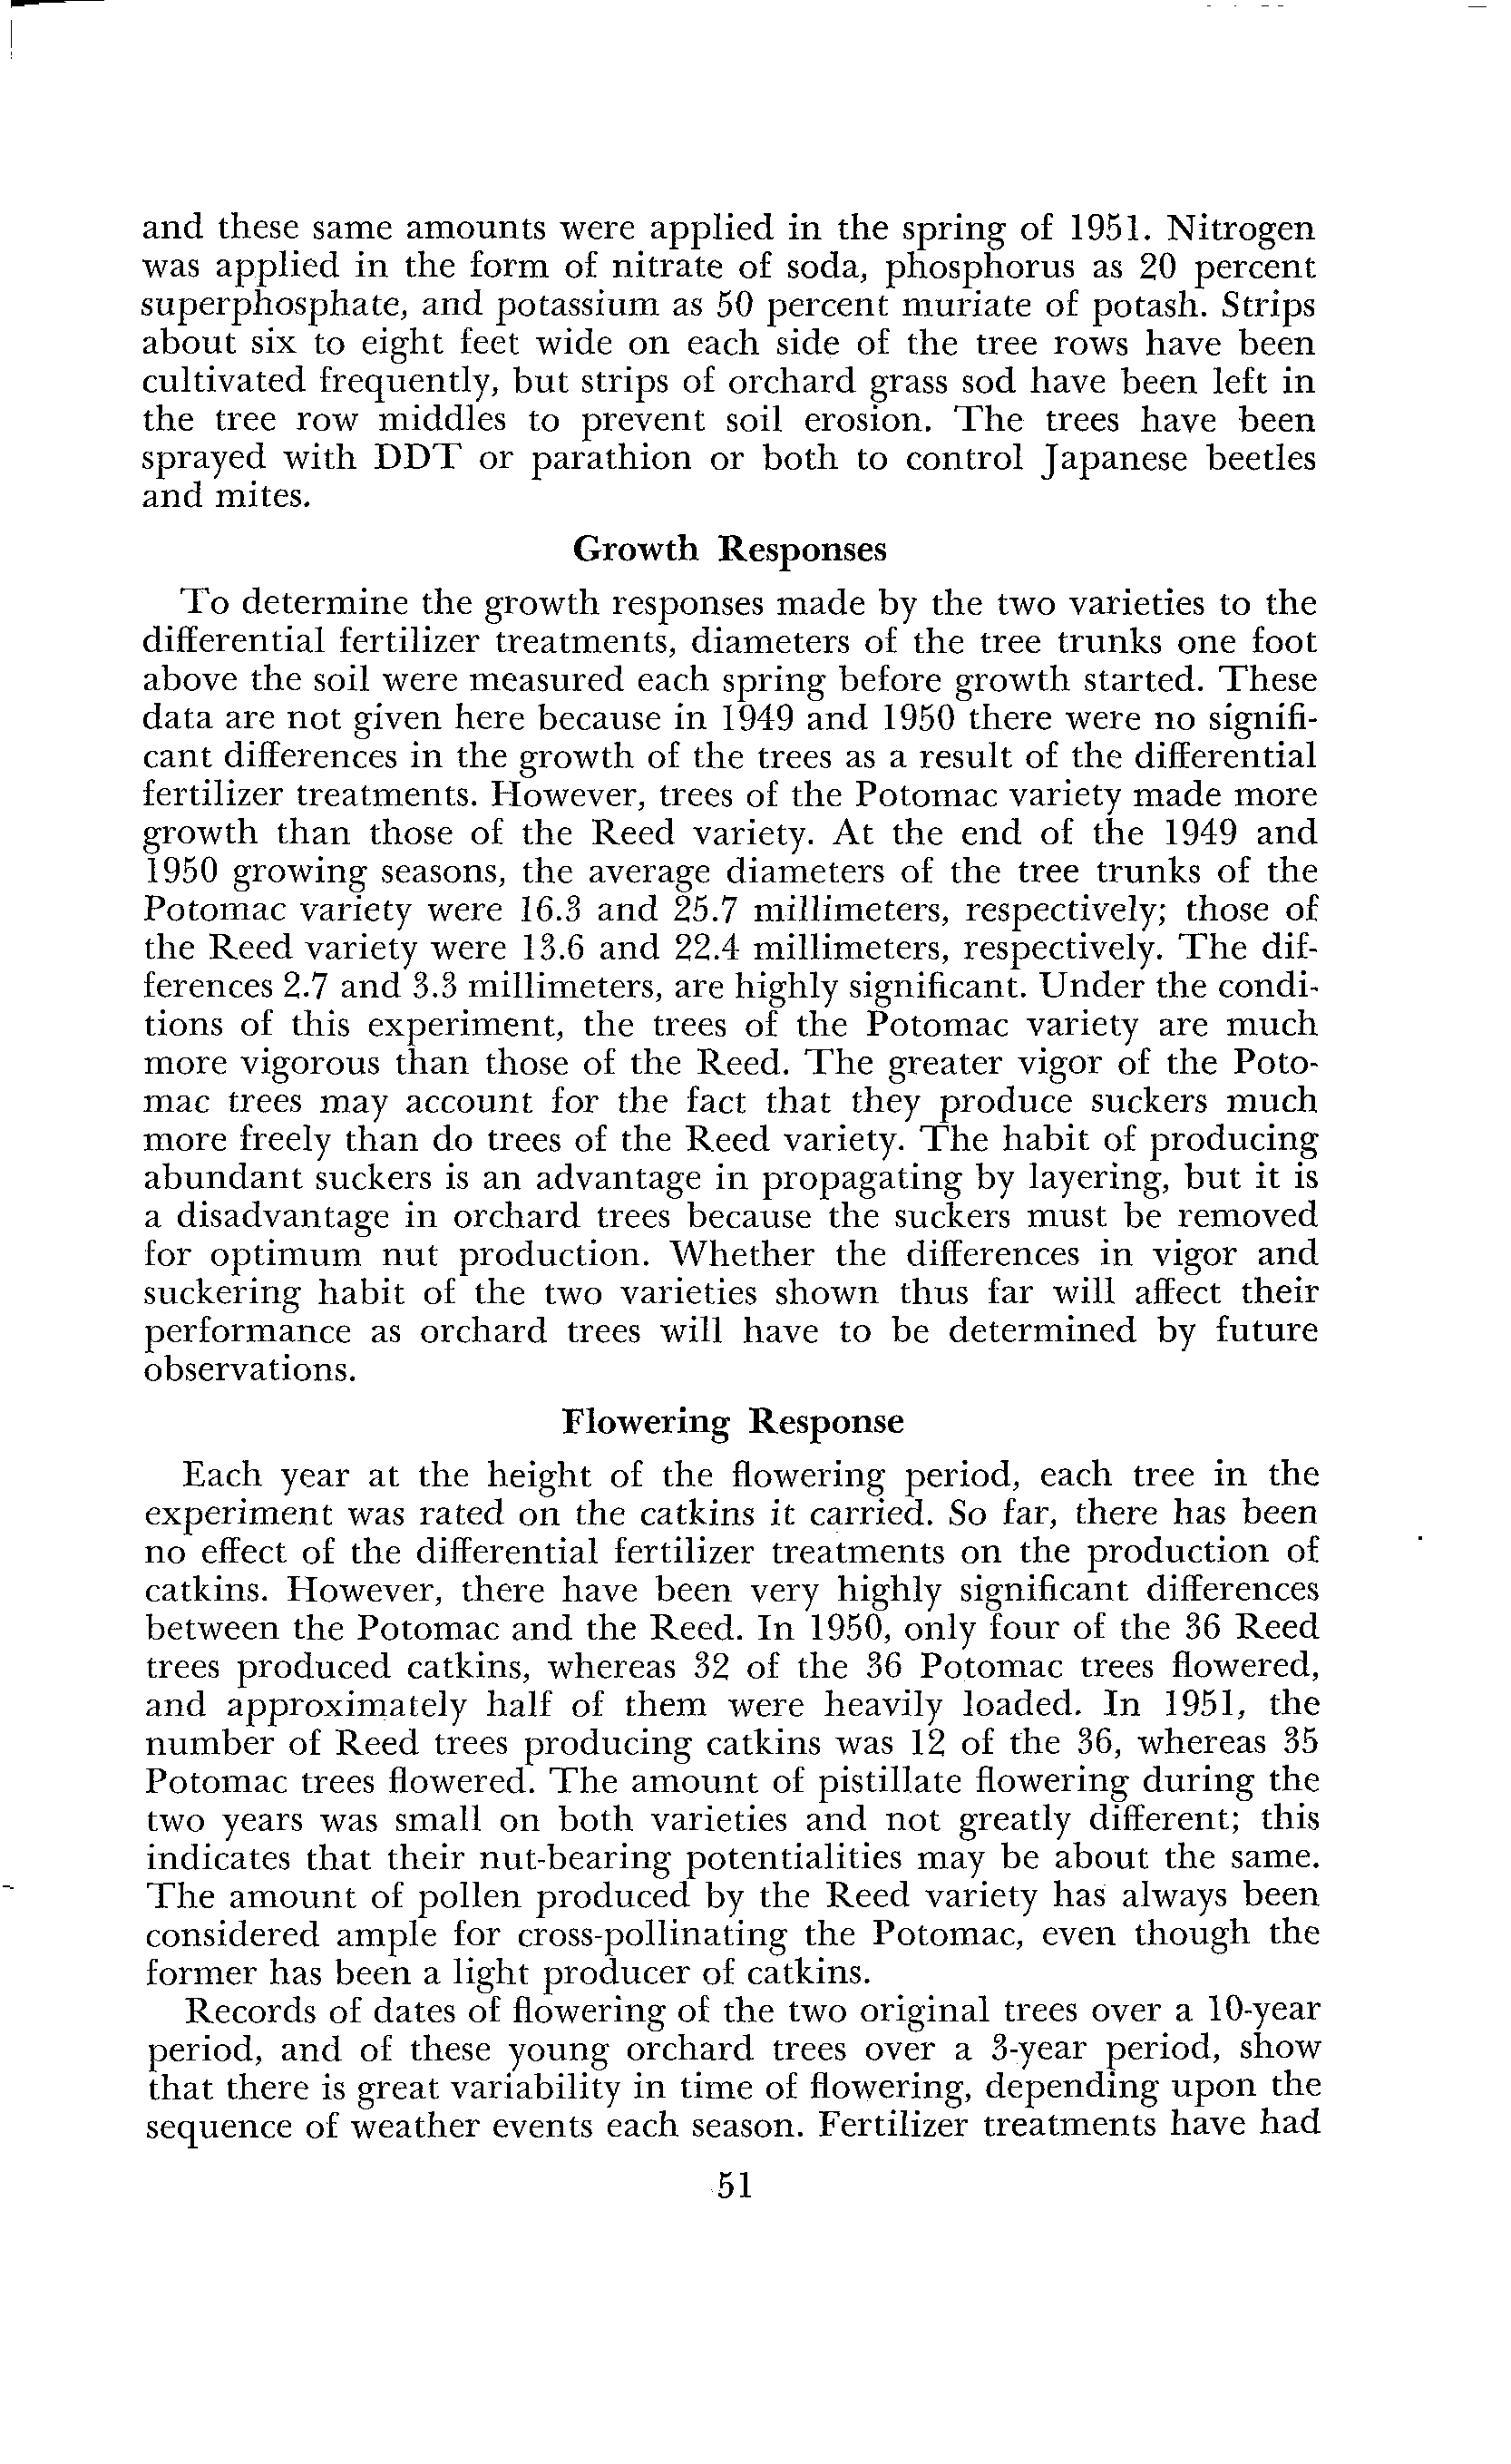 and these same amounts were applied in the spring of 1951. Nitrogen
was applied in the form of nitrate of soda, phosphorus as 20 percent
superphosphate, and potassium as 50 percent muriate of potash. Strips
about six to eight feet wide on each side of the tree rows have been
cultivated frequently, but strips of orchard grass sod have been left in
the tree row middles to prevent soil erosion. The trees have been
sprayed with DDT or parathion or both to control Japanese beetles
and mites.
Growth Responses
To determine the growth responses made by the two varieties to the
differential fertilizer treatments, diameters of the tree trunks one foot
above the soil were measured each spring before growth started. These
data are not given here because in 1949 and 1950 there were no signifi-
cant differences in the growth of the trees as a result of the differential
fertilizer treatments. However, trees of the Potomac variety made more
growth than those of the Reed variety. At the end of the 1949 and
1950 growing seasons, the average diameters of the tree trunks of the
Potomac variety were 16.3 and 25.7 millimeters, respectively; those of
the Reed variety were 13.6 and 22.4 millimeters, respectively. The dif-
ferences 2.7 and 3.3 millimeters, are highly significant. Under the condi-
tions of this experiment, the trees of the Potomac variety are much
more vigorous than those of the Reed. The greater vigor of the Poto-
mac trees may account for the fact that they produce suckers much
more freely than do trees of the Reed variety. The habit of producing
abundant suckers is an advantage in propagating by layering, but it is
a disadvantage in orchard trees because the suckers must be removed
for optimum nut production. Whether the differences in vigor and
suckering habit of the two varieties shown thus far will affect their
performance as orchard trees will have to be determined by future
observations.
Flowering Response
Each year at the height of the flowering period, each tree in the
experiment was rated on the catkins it carried. So far, there has been
no effect of the differential fertilizer treatments on the production of
catkins. However, there have been very highly significant differences
between the Potomac and the Reed. In 1950, only four of the 36 Reed
trees produced catkins, whereas 32 of the 36 Potomac trees flowered,
and approximately half of them were heavily loaded. In 1951, the
number of Reed trees producing catkins was 12 of the 36, whereas 35
Potomac trees flowered. The amount of pistillate flowering during the
two years was small on both varieties and not greatly different; this
indicates that their nut-bearing potentialities may be about the same.
The amount of pollen produced by the Reed variety has always been
considered ample for cross-pollinating the Potomac, even though the
former has been a light producer of catkins.
Records of dates of flowering of the two original trees over a 10-year
period, and of these young orchard trees over a 3-year period, show
that there is great variability in time of flowering, depending upon the
sequence of weather events each season. Fertilizer treatments have had
51